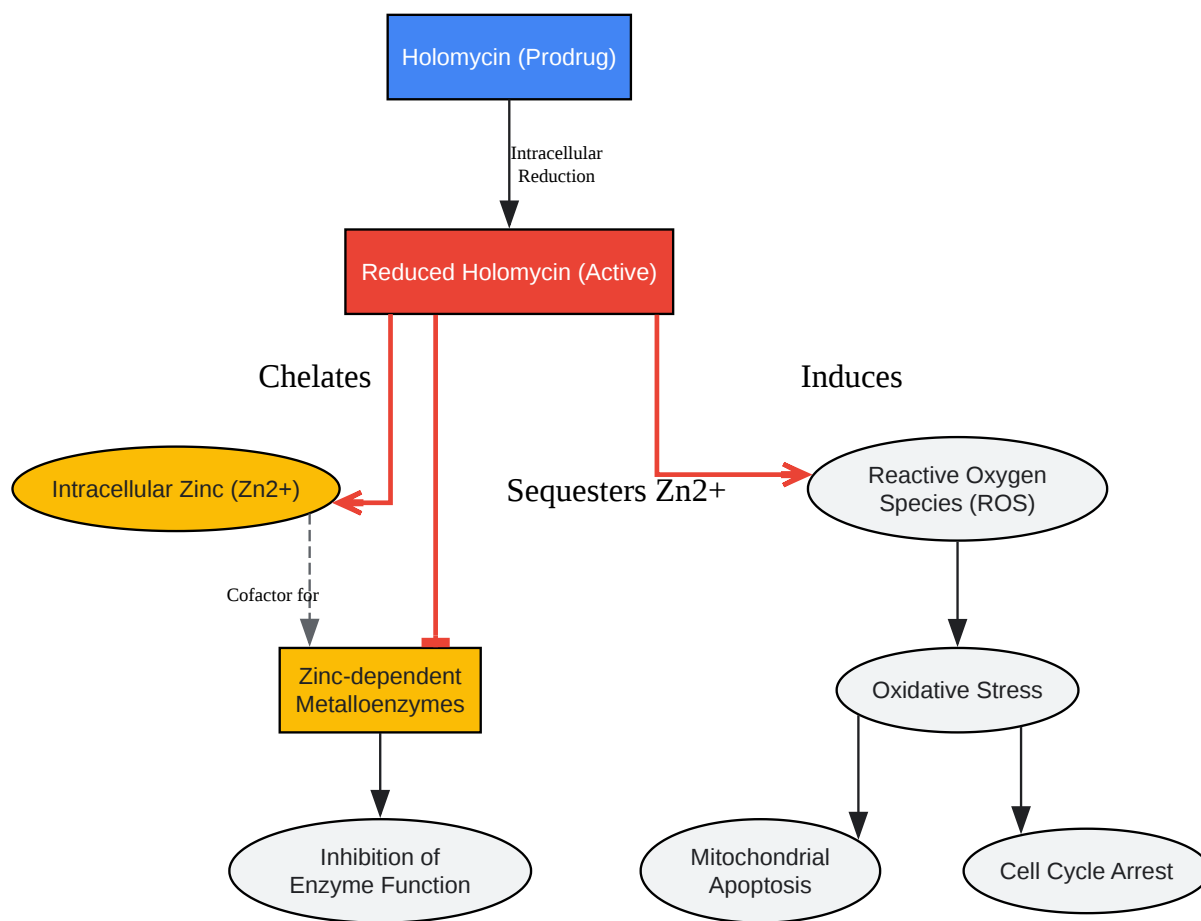 Holomycin (Prodrug)
Intracellular
Reduction
Reduced Holomycin (Active)
Chelates
Induces
Intracellular Zinc (Zn2+)
Sequesters Zn2+
Reactive Oxygen
Species (ROS)
Cofactor for
Zinc-dependent
Metalloenzymes
Oxidative Stress
Inhibition of
Enzyme Function
Mitochondrial
Apoptosis
Cell Cycle Arrest